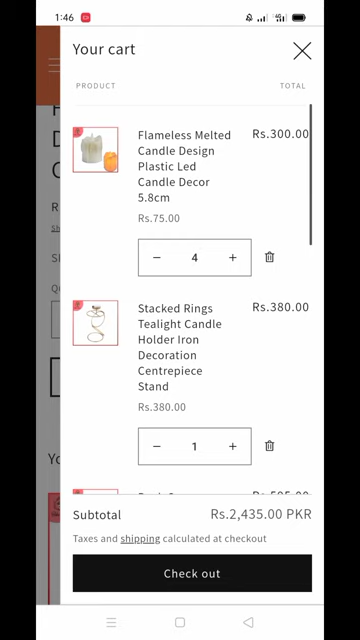 1:46
Your cart
PRODUCT
TOTAL
Flameless Melted
Rs.300.00
Candle Design
Plastic Led
Candle Decor
5.8cm
Rs.75.00
− 4 +
Stacked Rings
Rs.380.00
Tealight Candle
Holder Iron
Decoration
Centrepiece
Stand
Rs.380.00
− 1 +
Subtotal
Rs.2,435.00 PKR
Taxes and shipping calculated at checkout
Check out